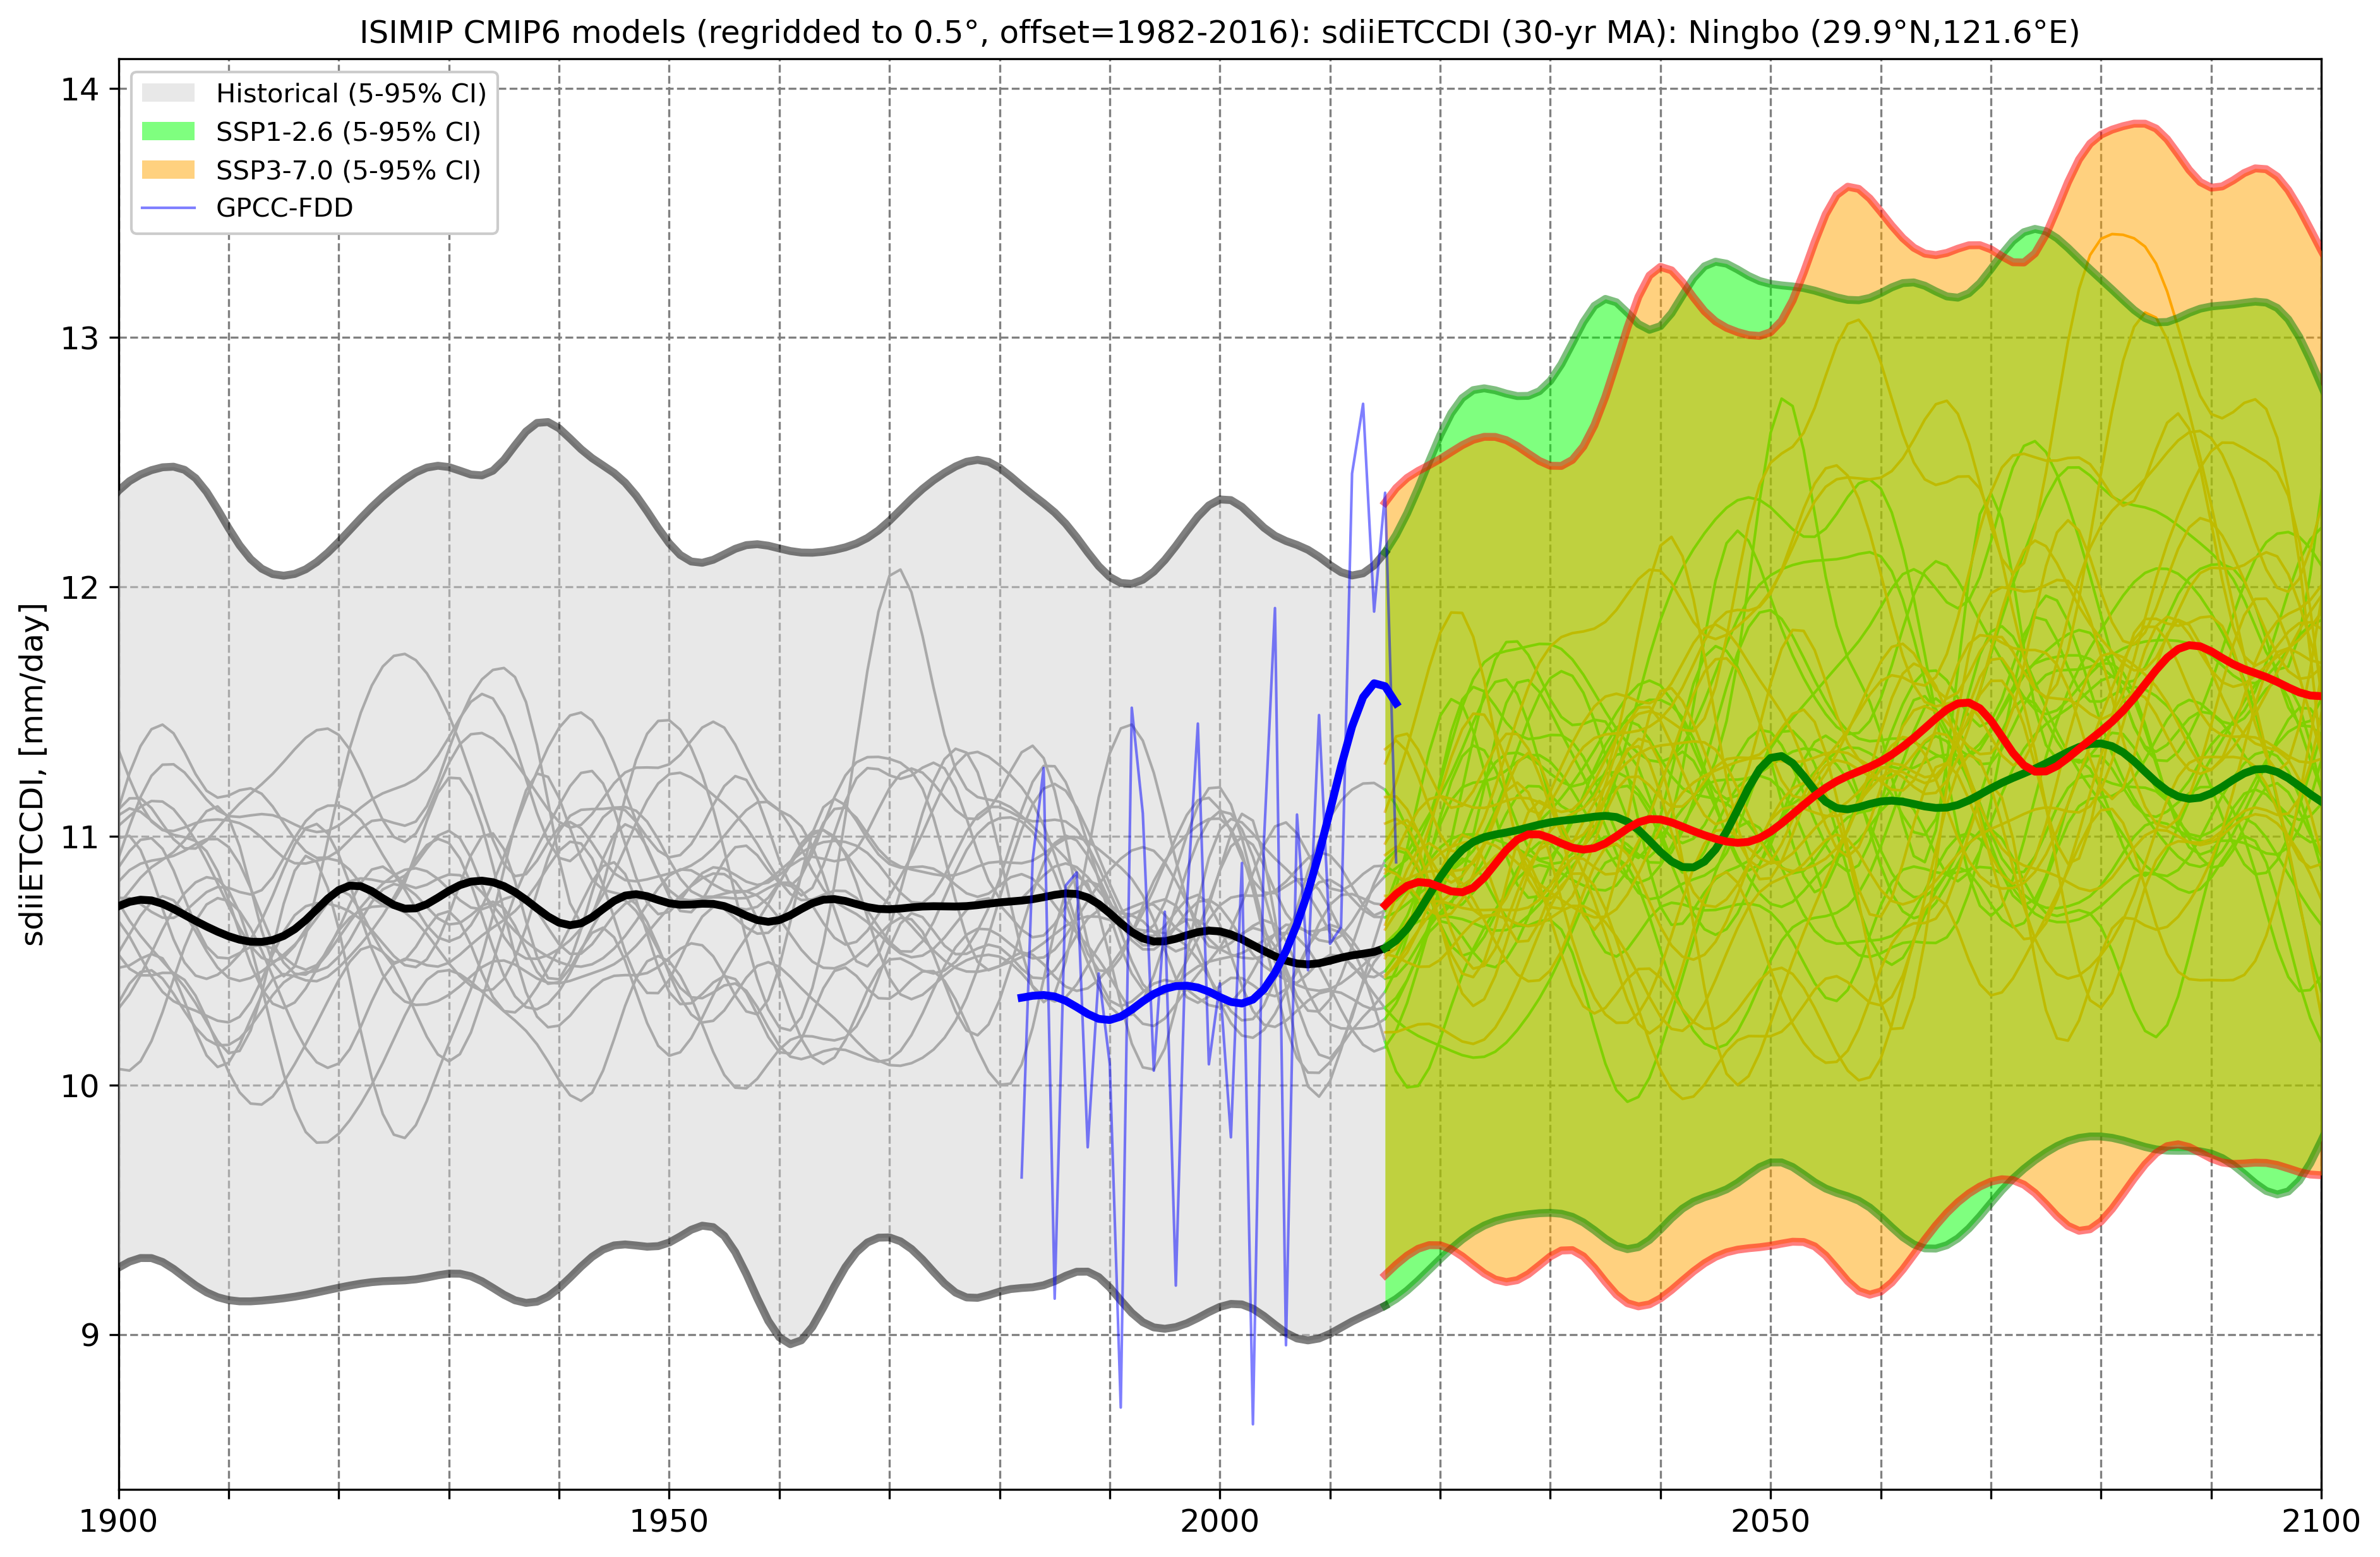 ISIMIP CMIP6 models (regridded to 0.5°, offset=1982-2016): sdiiETCCDI (30-yr MA): Ningbo (29.9°N,121.6°E)
Historical (5-95% CI)
SSP1-2.6 (5-95% CI)
SSP3-7.0 (5-95% CI)
GPCC-FDD
sdiiETCCDI, [mm/day]
14
13
12
11
10
9
1900 1950 2000 2050 2100